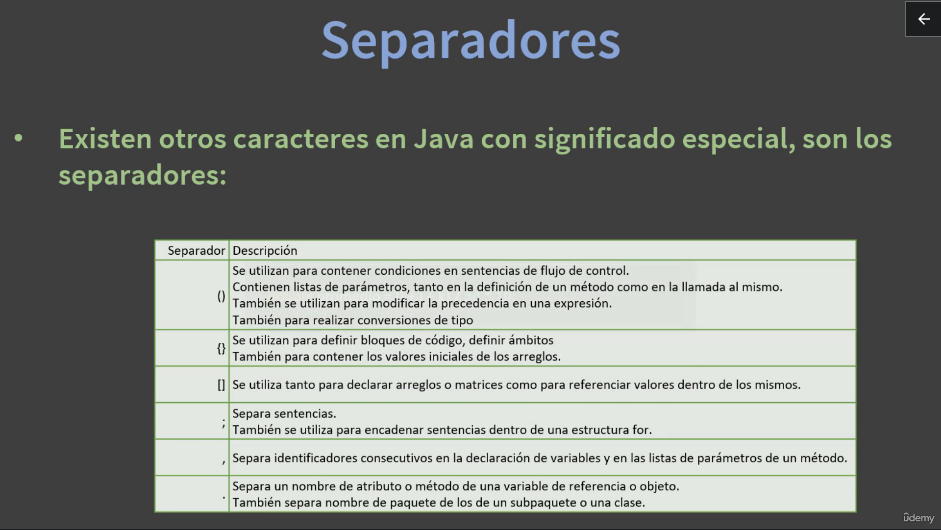 Separadores
• Existen otros caracteres en Java con significado especial, son los
separadores:
Separador Descripción
() Se utilizan para contener condiciones en sentencias de flujo de control.
Contienen listas de parámetros, tanto en la definición de un método como en la llamada al mismo.
También se utilizan para modificar la precedencia en una expresión.
También para realizar conversiones de tipo
{} Se utilizan para definir bloques de código, definir ámbitos
También para contener los valores iniciales de los arreglos.
[] Se utiliza tanto para declarar arreglos o matrices como para referenciar valores dentro de los mismos.
; Separa sentencias.
También se utiliza para encadenar sentencias dentro de una estructura for.
, Separa identificadores consecutivos en la declaración de variables y en las listas de parámetros de un método.
. Separa un nombre de atributo o método de una variable de referencia o objeto.
También separa nombre de paquete de los de un subpaquete o una clase.
ûdemy